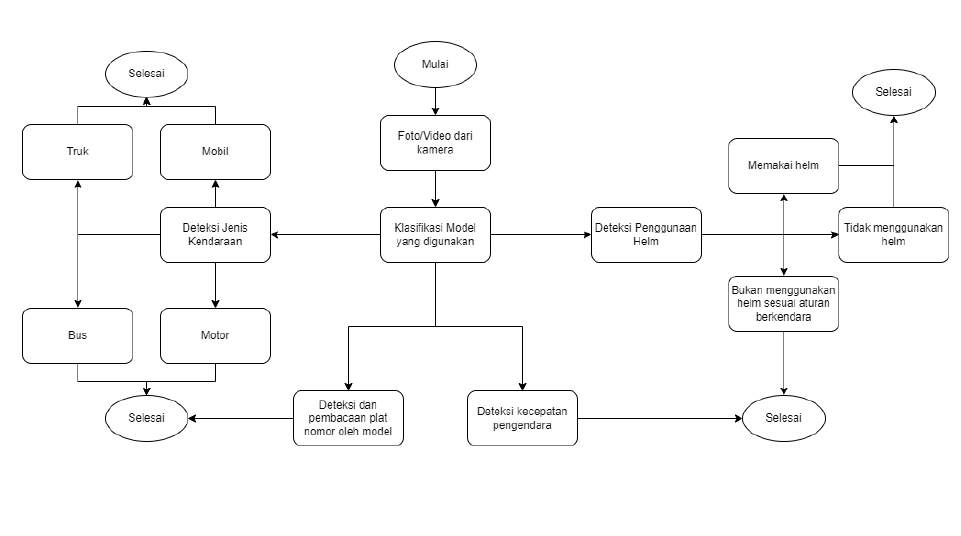 Mulai
Selesai
Selesai
Foto/Video dari
kamera
Truk
Mobil
Memakai helm
Deteksi Jenis
Kendaraan
Klasifikasi Model
yang digunakan
Deteksi Penggunaan
Helm
Tidak menggunakan
helm
Bukan menggunakan
helm sesuai aturan
berkendara
Bus
Motor
Selesai
Deteksi dan
pembacaan plat
nomor oleh model
Deteksi kecepatan
pengendara
Selesai